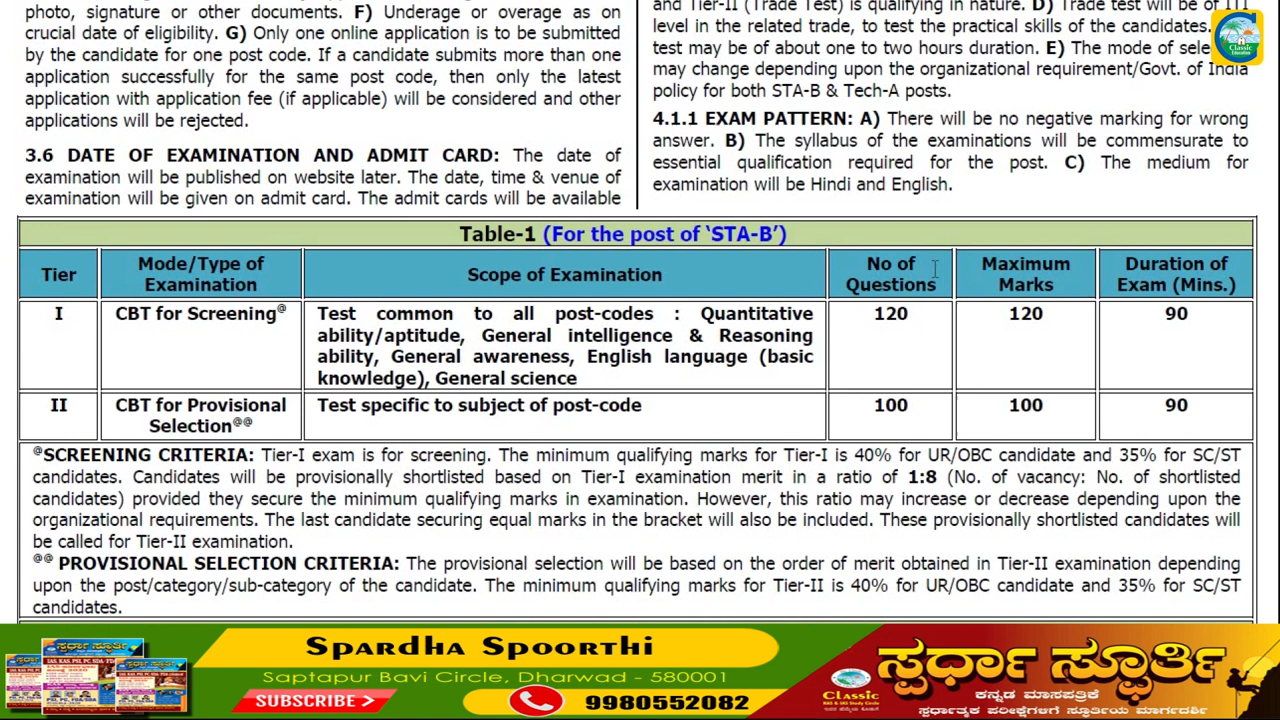 photo, signature or other documents. F) Underage or overage as on
crucial date of eligibility. G) Only one online application is to be submitted
by the candidate for one post code. If a candidate submits more than one
application successfully for the same post code, then only the latest
application with application fee (if applicable) will be considered and other
applications will be rejected.
3.6 DATE OF EXAMINATION AND ADMIT CARD: The date of
examination will be published on website later. The date, time & venue of
examination will be given on admit card. The admit cards will be available
and Tier-II (Trade Test) is qualifying in nature. D) Trade test will be of ITI
level in the related trade, to test the practical skills of the candidates.
test may be of about one to two hours duration. E) The mode of
may change depending upon the organizational requirement/Govt. of India
policy for both STA-B & Tech-A posts.
4.1.1 EXAM PATTERN: A) There will be no negative marking for wrong
answer. B) The syllabus of the examinations will be commensurate to
essential qualification required for the post. C) The medium for
examination will be Hindi and English.
Classic
Table-1 (For the post of ‘STA-B’)
Tier Mode/Type of Examination Scope of Examination No of Questions Maximum Marks Duration of Exam (Mins.)
I CBT for Screening@ Test common to all post-codes : Quantitative 120 120 90
ability/aptitude, General intelligence & Reasoning
ability, General awareness, English language (basic
knowledge), General science
II CBT for Provisional Selection@@ Test specific to subject of post-code 100 100 90
@SCREENING CRITERIA: Tier-I exam is for screening. The minimum qualifying marks for Tier-I is 40% for UR/OBC candidate and 35% for SC/ST
candidates. Candidates will be provisionally shortlisted based on Tier-I examination merit in a ratio of 1:8 (No. of vacancy: No. of shortlisted
candidates) provided they secure the minimum qualifying marks in examination. However, this ratio may increase or decrease depending upon the
organizational requirements. The last candidate securing equal marks in the bracket will also be included. These provisionally shortlisted candidates will
be called for Tier-II examination.
@@ PROVISIONAL SELECTION CRITERIA: The provisional selection will be based on the order of merit obtained in Tier-II examination depending
upon the post/category/sub-category of the candidate. The minimum qualifying marks for Tier-II is 40% for UR/OBC candidate and 35% for SC/ST
candidates.
ಸ್ಪರ್ಧಾ ಸ್ಫೂರ್ತಿ
Spardha Spoorthi
Saptapur Bavi Circle, Dharwad - 580001
SUBSCRIBE >
9980552082
Classic
KAS & IAS Study Circle
ಸ್ಪರ್ಧಾ ಸ್ಫೂರ್ತಿ
ಕನ್ನಡ ಮಾಸಪತ್ರಿಕೆ
ಸ್ಪರ್ಧಾತ್ಮಕ ಪರೀಕ್ಷೆಗಳಿಗೆ ಸ್ಫೂರ್ತಿಯ ಮಾರ್ಗದರ್ಶಿ